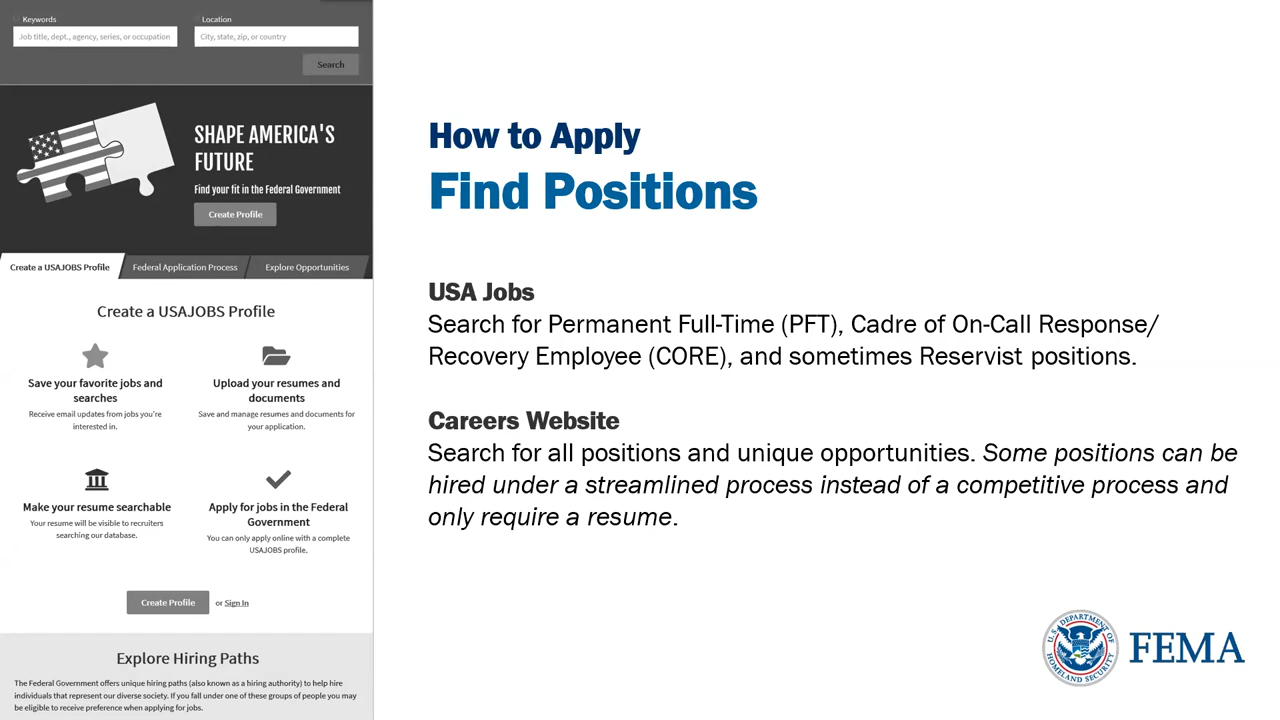 Keywords
Location
Job title, dept., agency, series, or occupation
City, state, zip, or country
Search
SHAPE AMERICA'S
FUTURE
Find your fit in the Federal Government
Create Profile
Create a USAJOBS Profile
Federal Application Process
Explore Opportunities
Create a USAJOBS Profile
Save your favorite jobs and
searches
Receive email updates from jobs you're
interested in.
Upload your resumes and
documents
Save and manage resumes and documents for
your application.
Make your resume searchable
Your resume will be visible to recruiters
searching our database.
Apply for jobs in the Federal
Government
You can only apply online with a complete
USAJOBS profile.
Create Profile
or Sign In
Explore Hiring Paths
The Federal Government offers unique hiring paths (also known as a hiring authority) to help hire
individuals that represent our diverse society. If you fall under one of these groups of people you may
be eligible to receive preference when applying for jobs.
How to Apply
Find Positions
USA Jobs
Search for Permanent Full-Time (PFT), Cadre of On-Call Response/
Recovery Employee (CORE), and sometimes Reservist positions.
Careers Website
Search for all positions and unique opportunities. Some positions can be
hired under a streamlined process instead of a competitive process and
only require a resume.
U.S. DEPARTMENT OF
HOMELAND SECURITY
FEMA